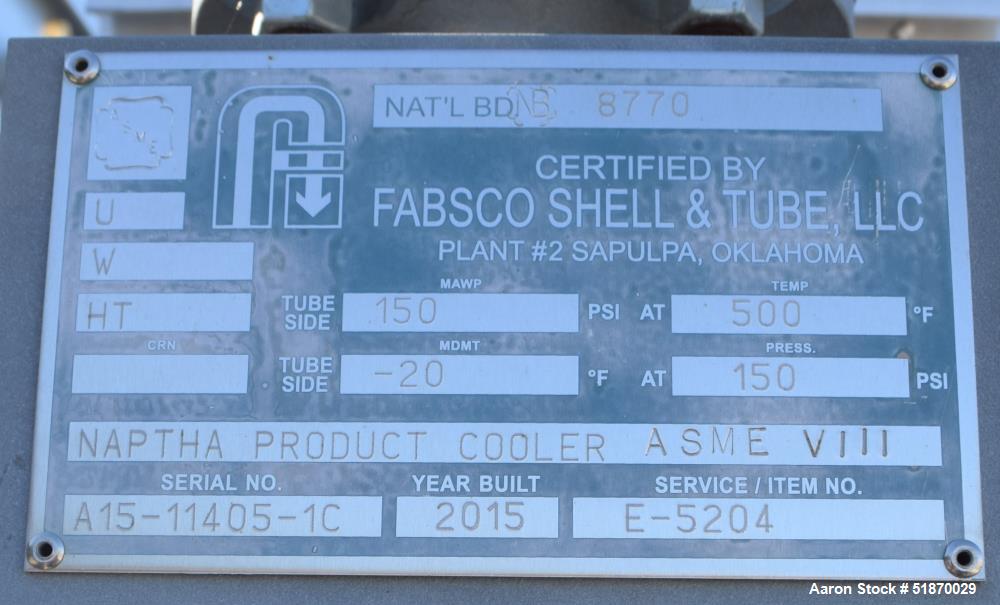 NAT'L BD. NB 8770
CERTIFIED BY
FABSCO SHELL & TUBE, LLC
PLANT #2 SAPULPA, OKLAHOMA
U
W
HT
CRN
MAWP
TUBE SIDE 150 PSI AT
TEMP
500 °F
MDMT
TUBE SIDE -20 °F AT
PRESS.
150 PSI
NAPTHA PRODUCT COOLER ASME VIII
SERIAL NO. YEAR BUILT SERVICE / ITEM NO.
A15-11405-1C 2015 E-5204
Aaron Stock # 51870029